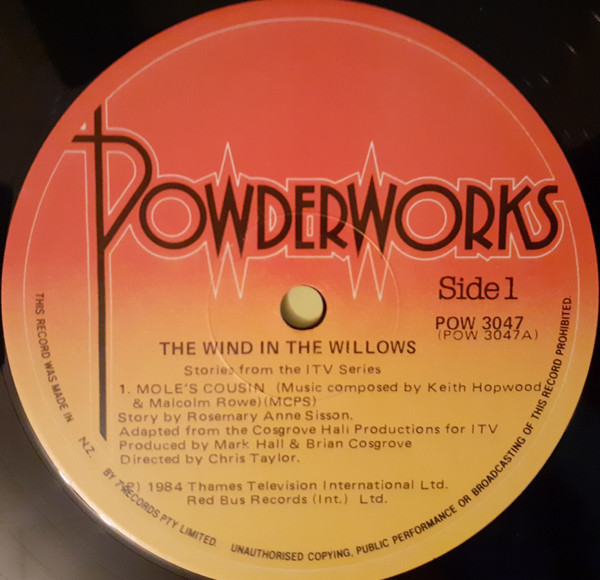 POWDERWORKS
Side 1
POW 3047
(POW 3047A)
THE WIND IN THE WILLOWS
Stories from the ITV Series
1. MOLE'S COUSIN (Music composed by Keith Hopwood
& Malcolm Rowe)(MCPS)
Story by Rosemary Anne Sisson.
Adapted from the Cosgrove Hall Productions for ITV
Produced by Mark Hall & Brian Cosgrove
Directed by Chris Taylor.
(P) 1984 Thames Television International Ltd.
Red Bus Records (Int.) Ltd.
THIS RECORD WAS MADE IN N.Z. BY 7 RECORDS PTY LIMITED. UNAUTHORISED COPYING, PUBLIC PERFORMANCE OR BROADCASTING OF THIS RECORD PROHIBITED.